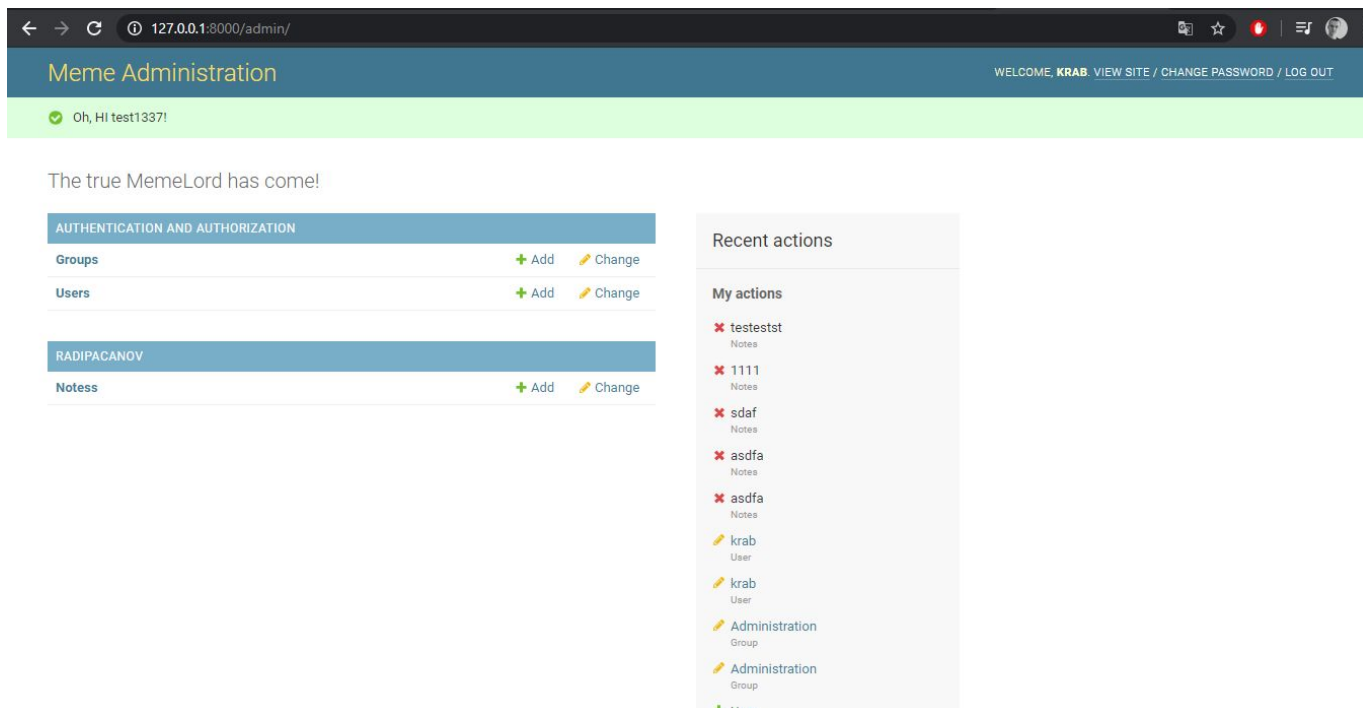 127.0.0.1:8000/admin/
Meme Administration
WELCOME, KRAB. VIEW SITE / CHANGE PASSWORD / LOG OUT
Oh, HI test1337!
The true MemeLord has come!
AUTHENTICATION AND AUTHORIZATION
Groups
Add
Change
Users
Add
Change
RADIPACANOV
Notess
Add
Change
Recent actions
My actions
testestst
Notes
1111
Notes
sdaf
Notes
asdfa
Notes
asdfa
Notes
krab
User
krab
User
Administration
Group
Administration
Group